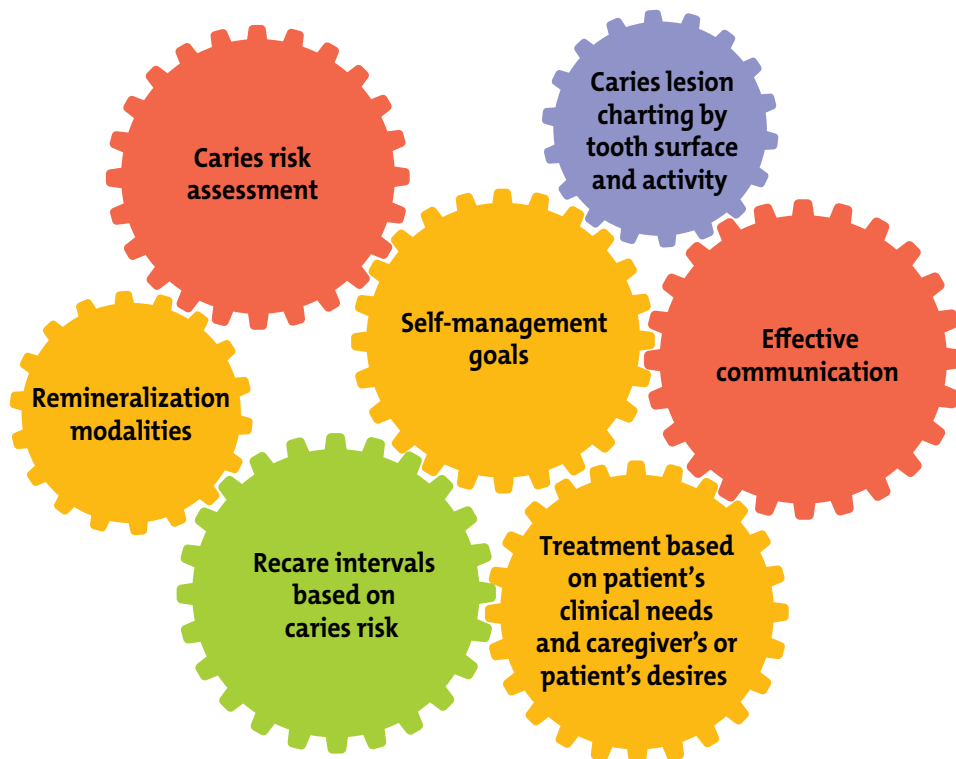 Caries risk
assessment
Caries lesion
charting by
tooth surface
and activity
Self-management
goals
Effective
communication
Remineralization
modalities
Recare intervals
based on
caries risk
Treatment based
on patient’s
clinical needs
and caregiver’s or
patient’s desires